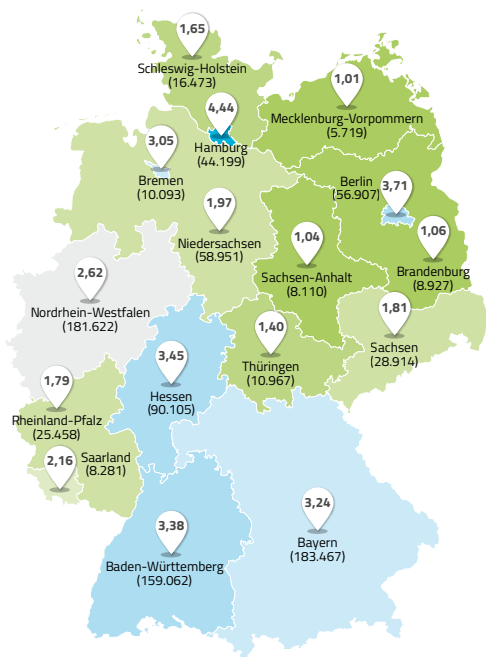 1,65
Schleswig-Holstein
(16.473)
1,01
Mecklenburg-Vorpommern
(5.719)
4,44
Hamburg
(44.199)
3,05
Bremen
(10.093)
Berlin
(56.907)
3,71
1,97
Niedersachsen
(58.951)
1,04
Sachsen-Anhalt
(8.110)
1,06
Brandenburg
(8.927)
2,62
Nordrhein-Westfalen
(181.622)
1,81
Sachsen
(28.914)
1,40
Thüringen
(10.967)
3,45
Hessen
(90.105)
1,79
Rheinland-Pfalz
(25.458)
2,16
Saarland
(8.281)
3,24
Bayern
(183.467)
3,38
Baden-Württemberg
(159.062)